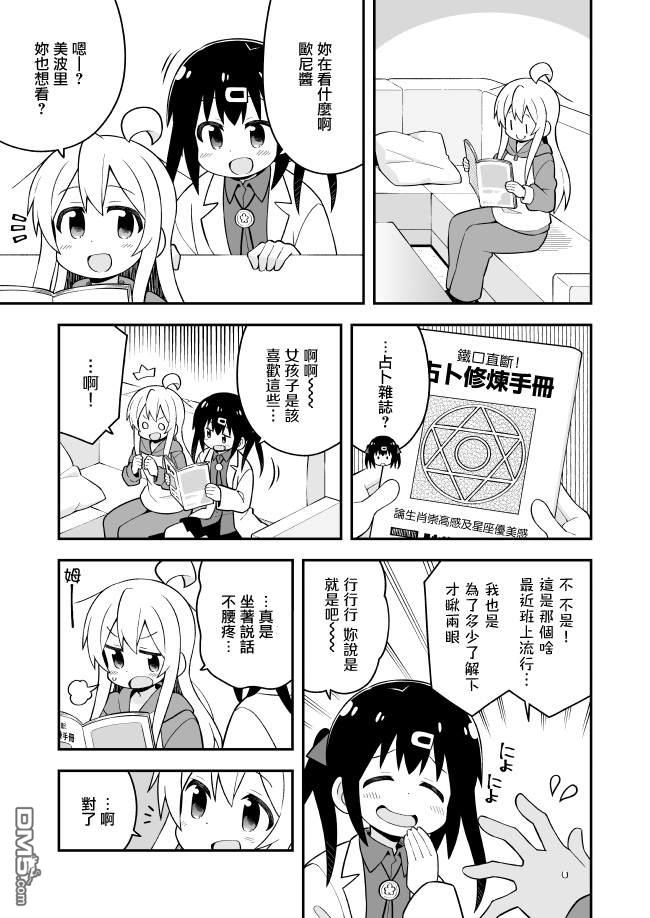 妳在看什麼啊
歐尼醬
嗯—?
美波里
妳也想看?
鐵口直斷!
占卜修煉手冊
論生肖崇高感及星座優美感
…占卜雜誌?
啊啊~~
女孩子是該
喜歡這些…
…啊!
不 不是!
這是那個啥
最近班上流行…
我也是
為了多少了解下
才瞅兩眼
行行行 妳說是
就是吧~~
によ
によ
…真是
坐著說話
不腰疼…
姆—
手冊
…啊
對了
DM5
.com